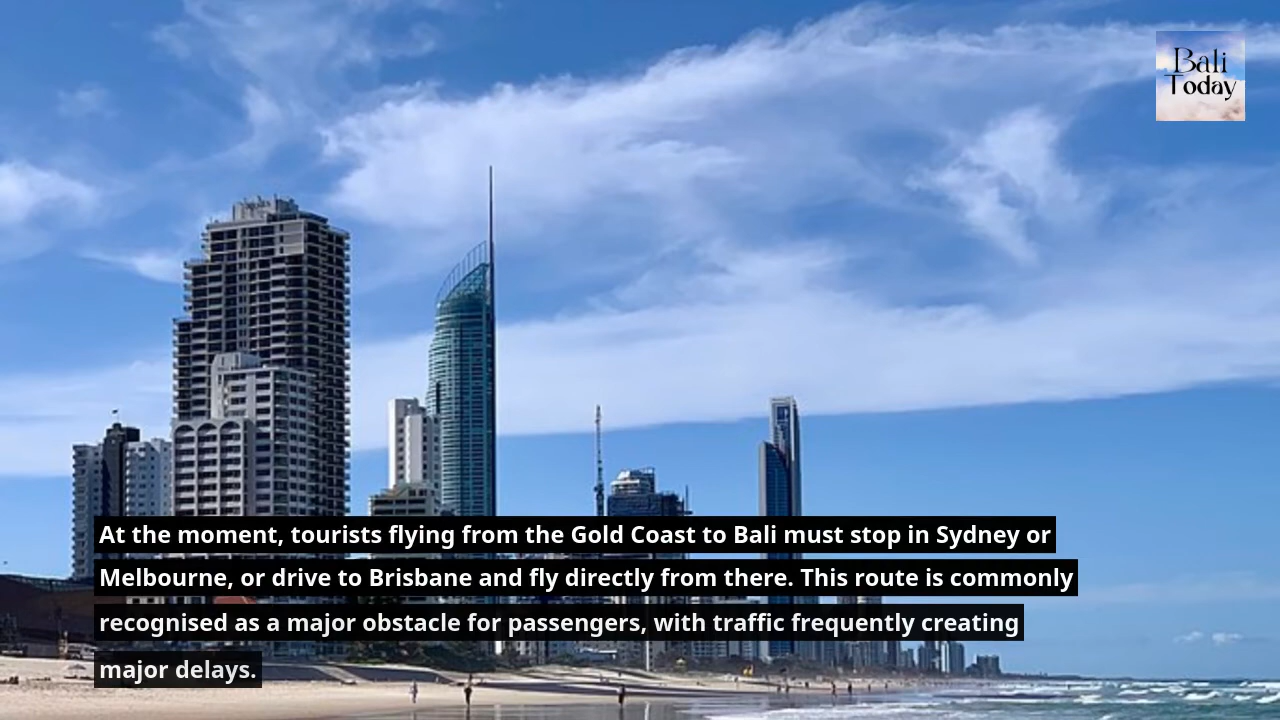 Bali
Today
At the moment, tourists flying from the Gold Coast to Bali must stop in Sydney or
Melbourne, or drive to Brisbane and fly directly from there. This route is commonly
recognised as a major obstacle for passengers, with traffic frequently creating
major delays.